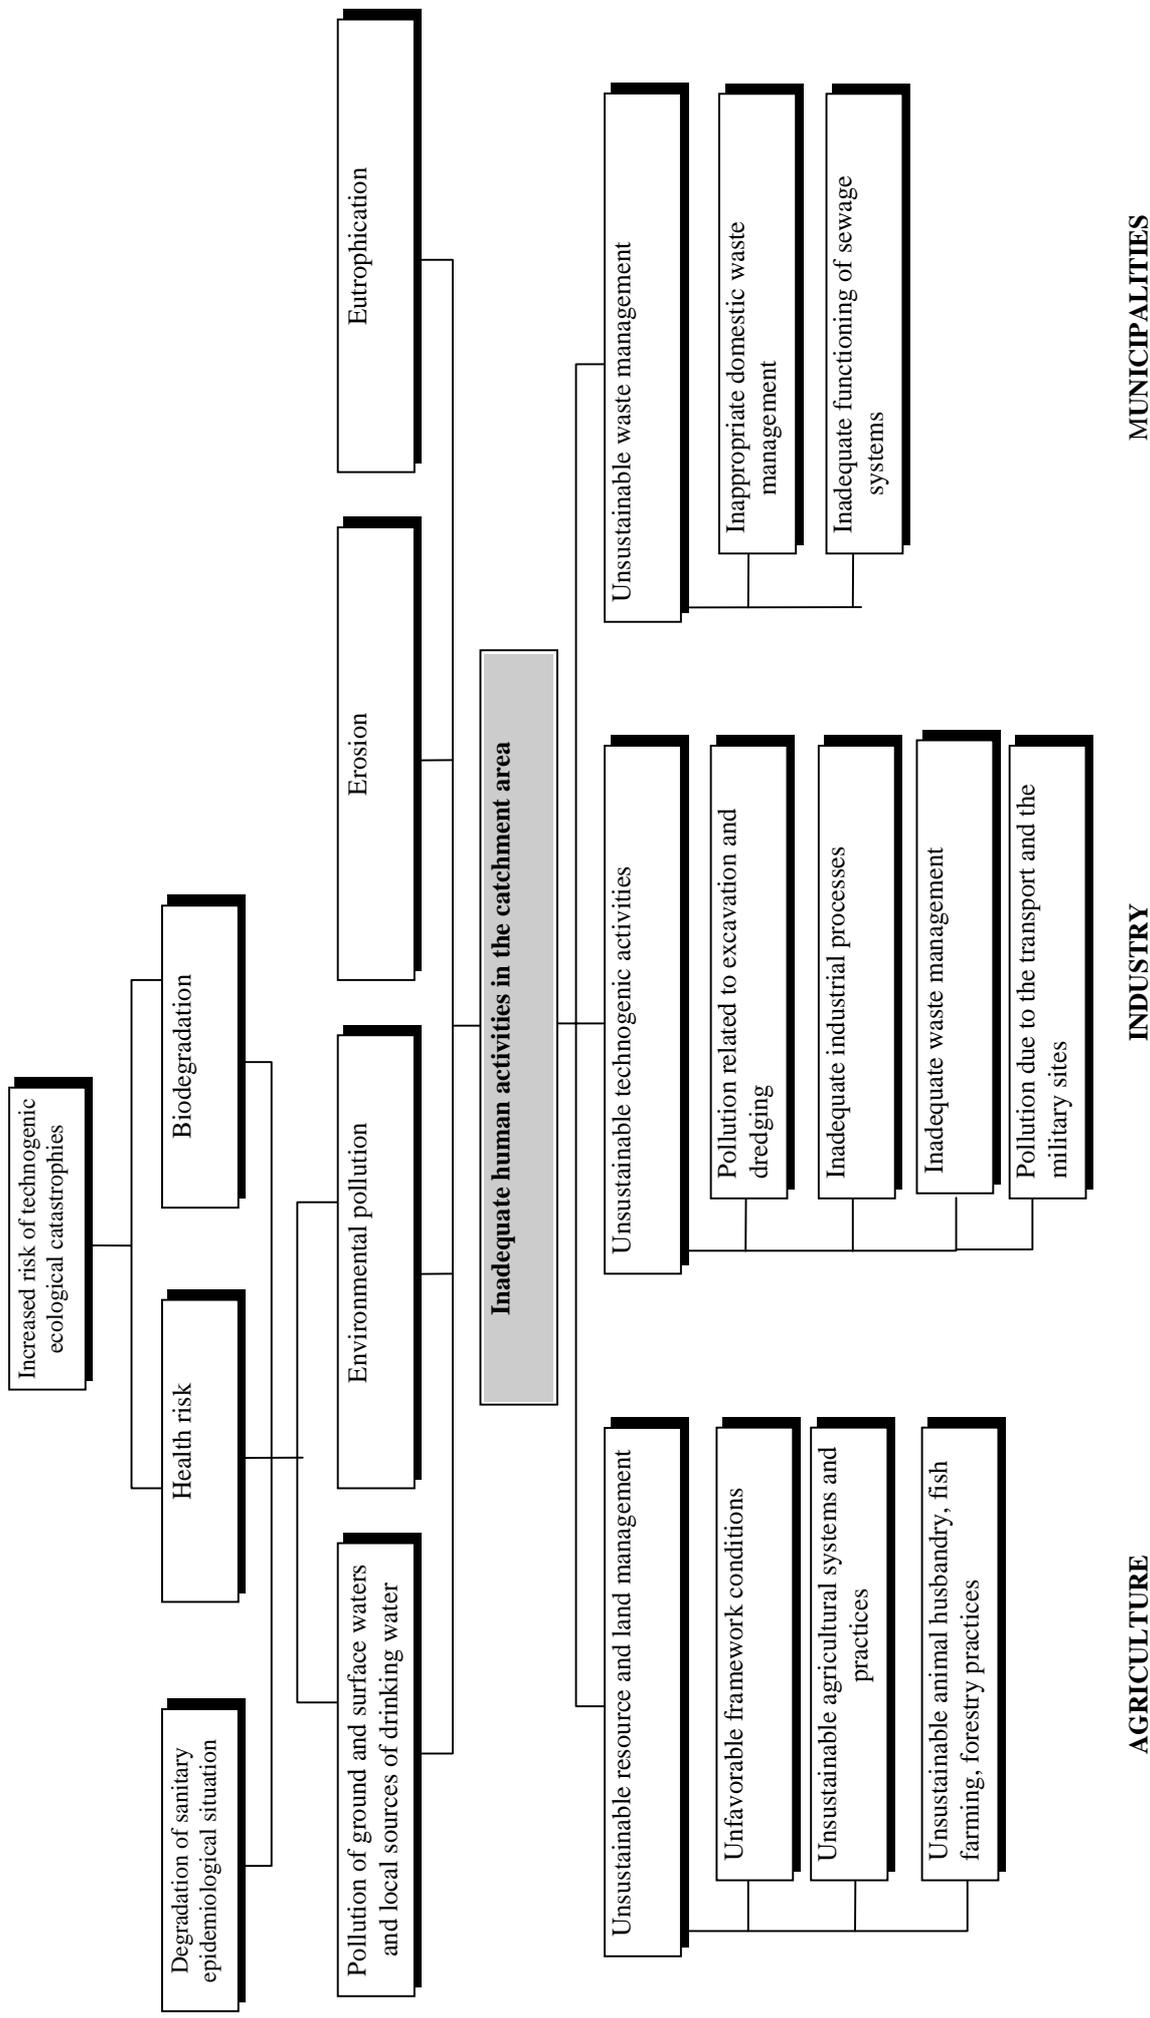 Increased risk of technogenic
ecological catastrophies
Degradation of sanitary
epidemiological situation
Health risk
Biodegradation
Pollution of ground and surface waters
and local sources of drinking water
Environmental pollution
Erosion
Eutrophication
Inadequate human activities in the catchment area
Unsustainable resource and land management
Unfavorable framework conditions
Unsustainable agricultural systems and
practices
Unsustainable animal husbandry, fish
farming, forestry practices
Unsustainable technogenic activities
Pollution related to excavation and
dredging
Inadequate industrial processes
Inadequate waste management
Pollution due to the transport and the
military sites
Unsustainable waste management
Inappropriate domestic waste
management
Inadequate functioning of sewage
systems
AGRICULTURE
INDUSTRY
MUNICIPALITIES